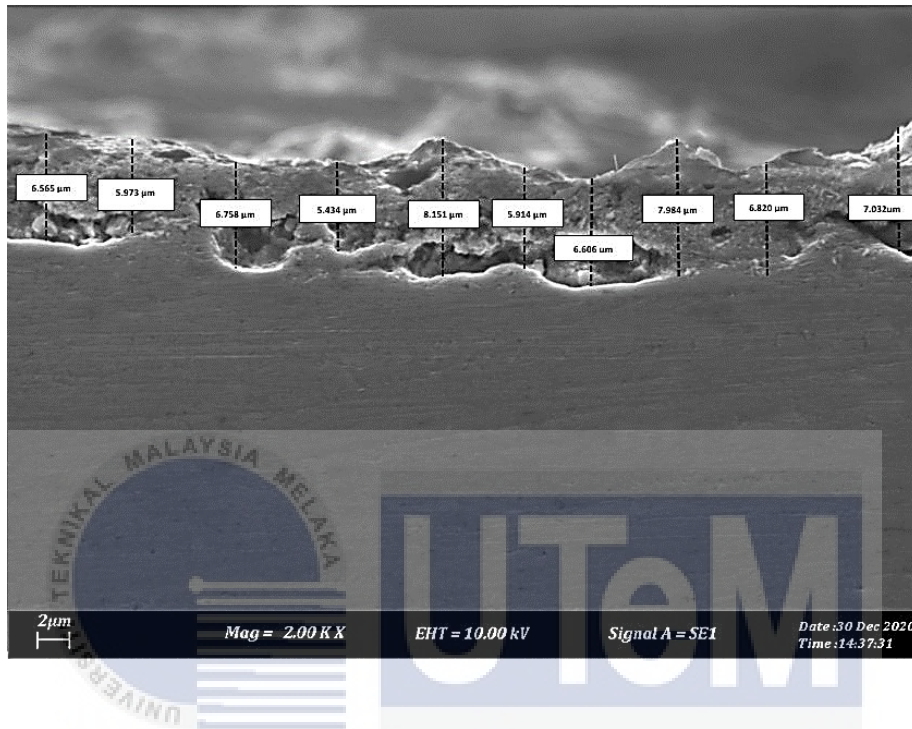 6.565 µm
5.973 µm
6.758 µm
5.434 µm
8.151 µm
5.914 µm
6.606 µm
7.984 µm
6.820 µm
7.032um
UNIVERSITI TEKNIKAL MALAYSIA MELAKA
UTeM
2µm
Mag = 2.00 K X
EHT = 10.00 kV
Signal A = SE1
Date :30 Dec 2020
Time :14:37:31